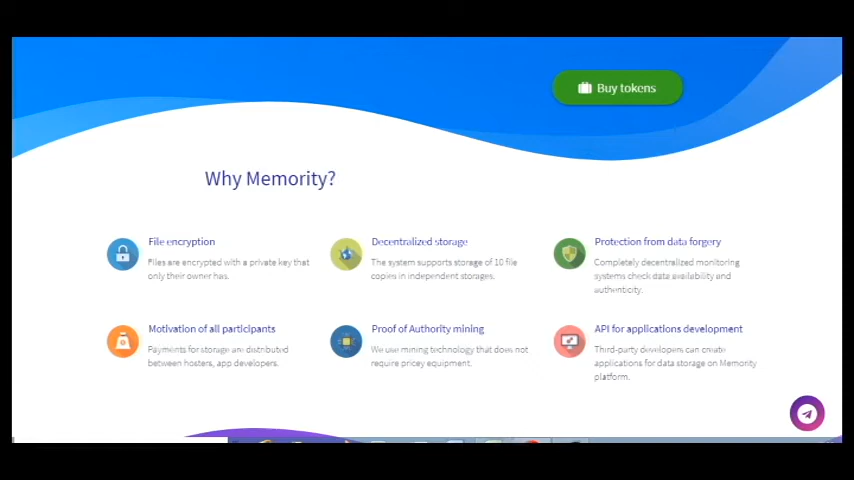 Buy tokens
Why Memority?
File encryption
Files are encrypted with a private key that
only their owner has.
Decentralized storage
The system supports storage of 10 file
copies in independent storages.
Protection from data forgery
Completely decentralized monitoring
systems check data availability and
authenticity.
Motivation of all participants
Payments for storage are distributed
between hosters, app developers.
Proof of Authority mining
We use mining technology that does not
require pricey equipment.
API for applications development
Third-party developers can create
applications for data storage on Memority
platform.